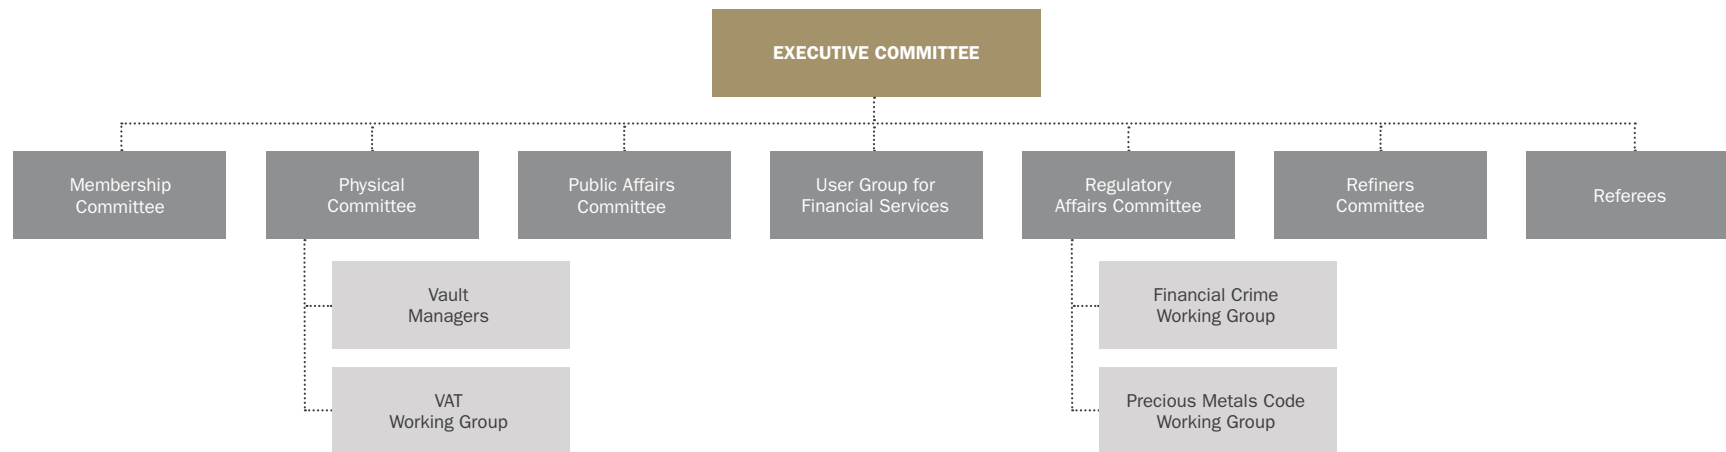 EXECUTIVE COMMITTEE
Membership
Committee
Physical
Committee
Public Affairs
Committee
User Group for
Financial Services
Regulatory
Affairs Committee
Refiners
Committee
Referees
Vault
Managers
VAT
Working Group
Financial Crime
Working Group
Precious Metals Code
Working Group